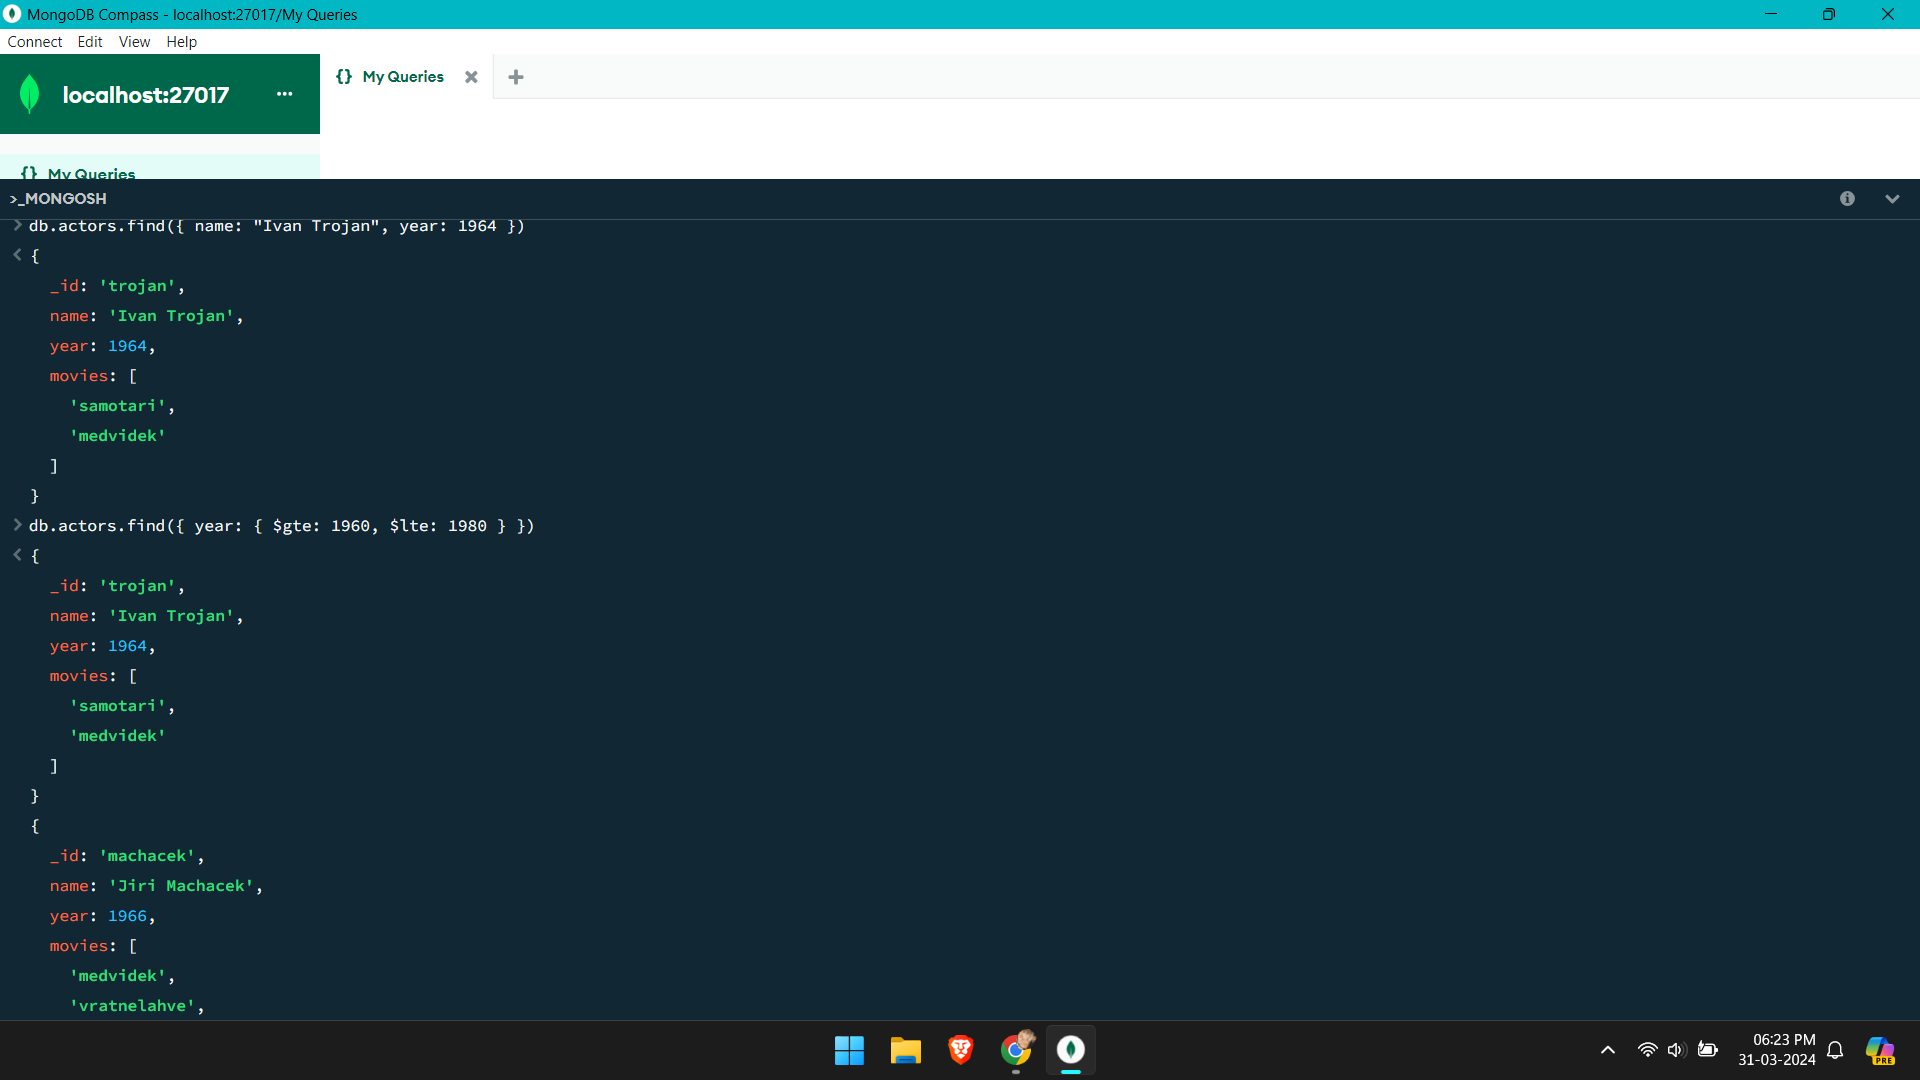 MongoDB Compass - localhost:27017/My Queries
Connect Edit View Help
localhost:27017 ...
{} My Queries
{} My Queries
>_MONGOSH
> db.actors.find({ name: "Ivan Trojan", year: 1964 })
< {
_id: 'trojan',
name: 'Ivan Trojan',
year: 1964,
movies: [
'samotari',
'medvidek'
]
}
> db.actors.find({ year: { $gte: 1960, $lte: 1980 } })
< {
_id: 'trojan',
name: 'Ivan Trojan',
year: 1964,
movies: [
'samotari',
'medvidek'
]
}
{
_id: 'machacek',
name: 'Jiri Machacek',
year: 1966,
movies: [
'medvidek',
'vratnelahve',
06:23 PM
31-03-2024
PRE